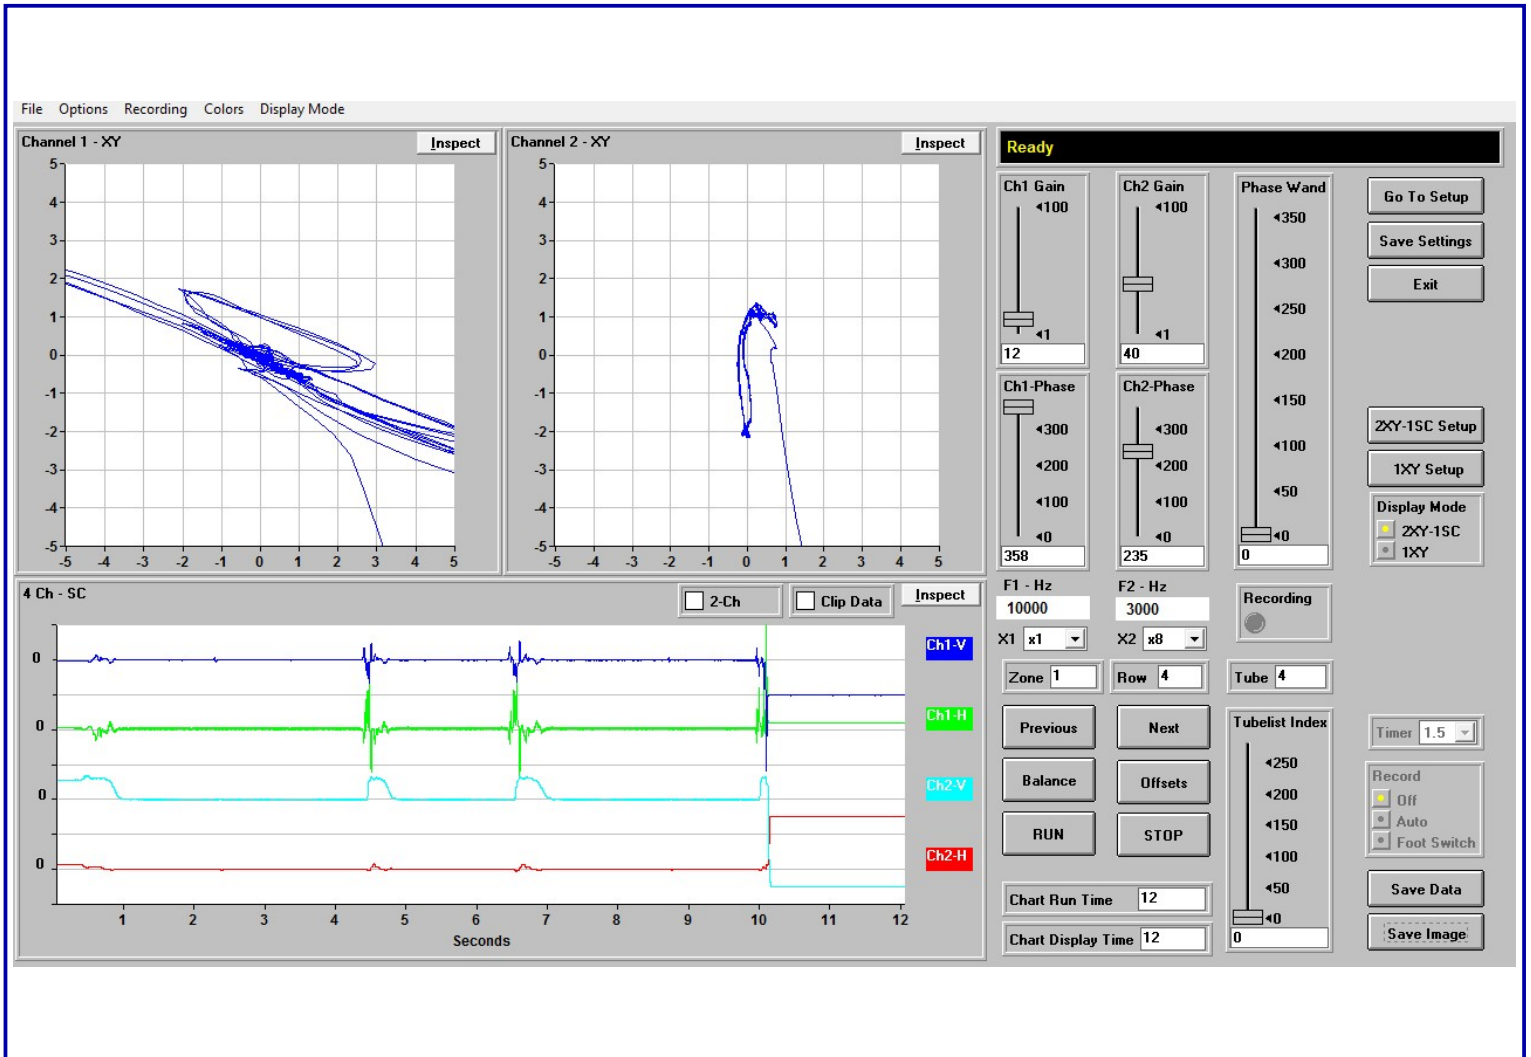 File Options Recording Colors Display Mode
Channel 1 - XY
Inspect
5
4
3
2
1
0
-1
-2
-3
-4
-5
-5 -4 -3 -2 -1 0 1 2 3 4 5
Channel 2 - XY
Inspect
5
4
3
2
1
0
-1
-2
-3
-4
-5
-5 -4 -3 -2 -1 0 1 2 3 4 5
4 Ch - SC
2-Ch
Clip Data
Inspect
0
0
0
0
Ch1-V
Ch1-H
Ch2-V
Ch2-H
1 2 3 4 5 6 7 8 9 10 11 12
Seconds
Ready
Ch1 Gain
100
1
12
Ch2 Gain
100
1
40
Phase Wand
350
300
250
200
150
100
50
0
0
Ch1-Phase
300
200
100
0
358
Ch2-Phase
300
200
100
0
235
Go To Setup
Save Settings
Exit
2XY-1SC Setup
1XY Setup
Display Mode
2XY-1SC
1XY
F1 - Hz
10000
F2 - Hz
3000
Recording
X1 x1
X2 x8
Zone 1
Row 4
Tube 4
Previous
Next
Balance
Offsets
RUN
STOP
Tubelist Index
250
200
150
100
50
0
0
Timer 1.5
Record
Off
Auto
Foot Switch
Chart Run Time 12
Chart Display Time 12
Save Data
Save Image